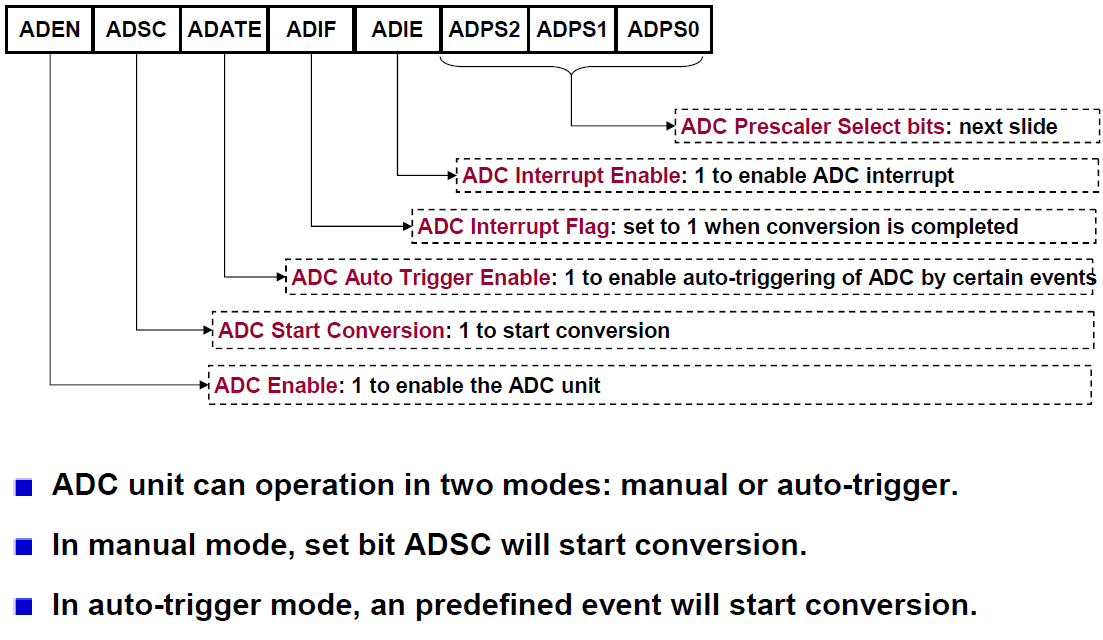 ADEN ADSC ADATE ADIF ADIE ADPS2 ADPS1 ADPS0
ADC Prescaler Select bits: next slide
ADC Interrupt Enable: 1 to enable ADC interrupt
ADC Interrupt Flag: set to 1 when conversion is completed
ADC Auto Trigger Enable: 1 to enable auto-triggering of ADC by certain events
ADC Start Conversion: 1 to start conversion
ADC Enable: 1 to enable the ADC unit
ADC unit can operation in two modes: manual or auto-trigger.
In manual mode, set bit ADSC will start conversion.
In auto-trigger mode, an predefined event will start conversion.